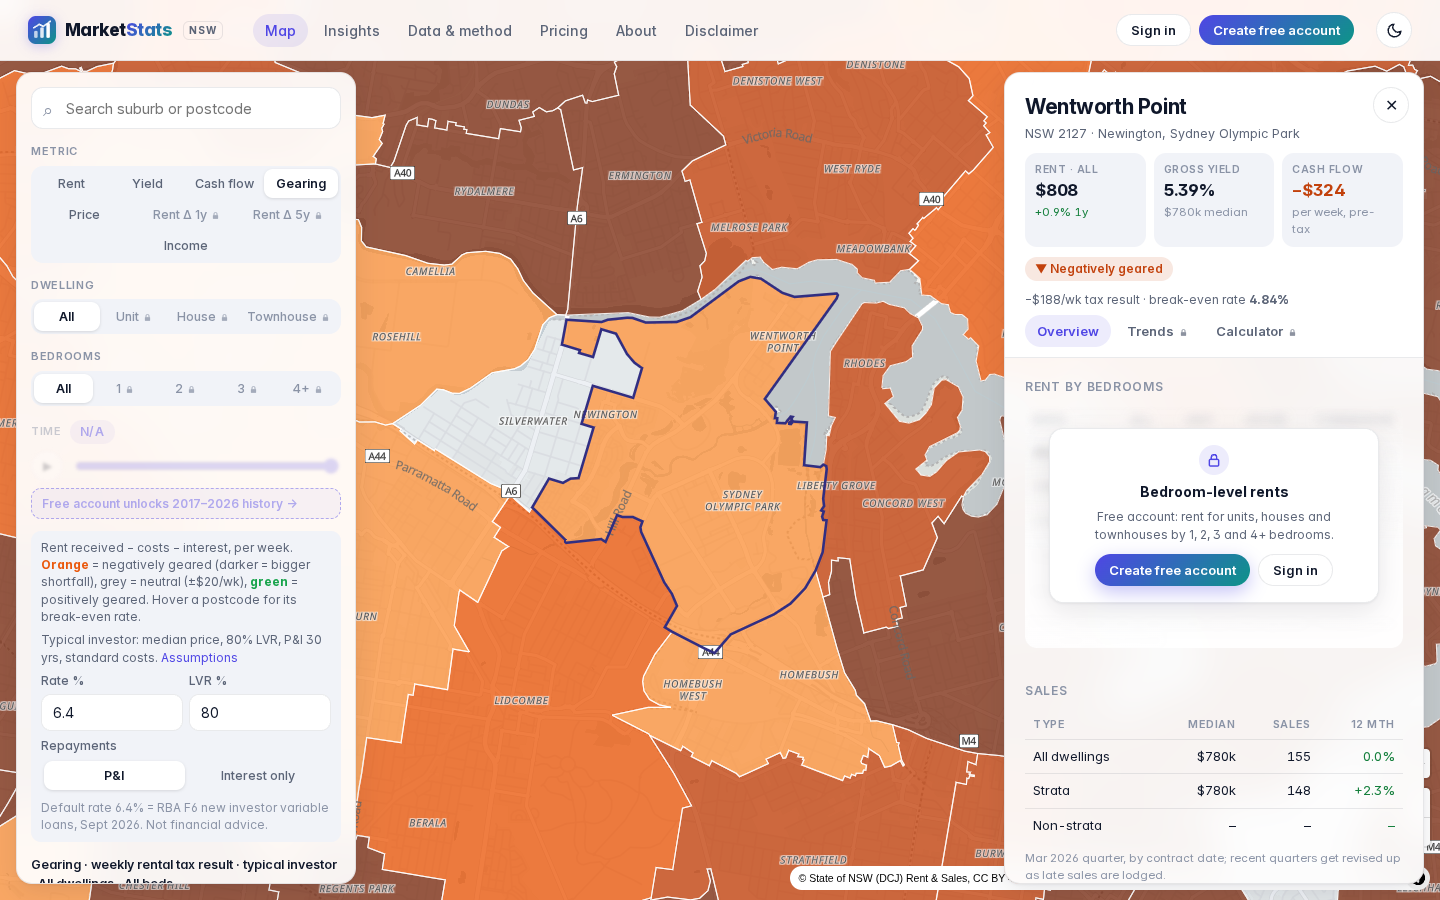 MarketStats NSW
Map Insights Data & method Pricing About Disclaimer
Sign in Create free account
Search suburb or postcode
METRIC
Rent Yield Cash flow Gearing
Price Rent Δ 1y Rent Δ 5y
Income
DWELLING
All Unit House Townhouse
BEDROOMS
All 1 2 3 4+
TIME N/A
Free account unlocks 2017–2026 history →
Rent received − costs − interest, per week.
Orange = negatively geared (darker = bigger
shortfall), grey = neutral (±$20/wk), green =
positively geared. Hover a postcode for its
break-even rate.
Typical investor: median price, 80% LVR, P&I 30
yrs, standard costs. Assumptions
Rate % LVR %
6.4 80
Repayments
P&I Interest only
Default rate 6.4% = RBA F6 new investor variable
loans, Sept 2026. Not financial advice.
Gearing · weekly rental tax result · typical investor
· All dwellings · All beds
DENISTONE
DENISTONE WEST
DUNDAS
Victoria Road
WEST RYDE
A40
ERMINGTON
RYDALMERE
A40
A6
MELROSE PARK
MEADOWBANK
CAMELLIA
ROSEHILL
WENTWORTH
POINT
RHODES
SILVERWATER
NEWINGTON
A44
Parramatta Road
A6
Hill Road
SYDNEY
OLYMPIC PARK
LIBERTY GROVE
CONCORD WEST
URN
A44
HOMEBUSH
WEST
HOMEBUSH
LIDCOMBE
M4
BERALA
STRATHFIELD
BURW
CHESTER HILL
REGENTS PARK
© State of NSW (DCJ) Rent & Sales, CC BY
Wentworth Point
NSW 2127 · Newington, Sydney Olympic Park
RENT · ALL
$808
+0.9% 1y
GROSS YIELD
5.39%
$780k median
CASH FLOW
−$324
per week, pre-
tax
▼ Negatively geared
−$188/wk tax result · break-even rate 4.84%
Overview Trends Calculator
RENT BY BEDROOMS
Bedroom-level rents
Free account: rent for units, houses and
townhouses by 1, 2, 3 and 4+ bedrooms.
Create free account Sign in
SALES
TYPE MEDIAN SALES 12 MTH
All dwellings $780k 155 0.0%
Strata $780k 148 +2.3%
Non-strata – – –
Mar 2026 quarter, by contract date; recent quarters get revised up
as late sales are lodged.